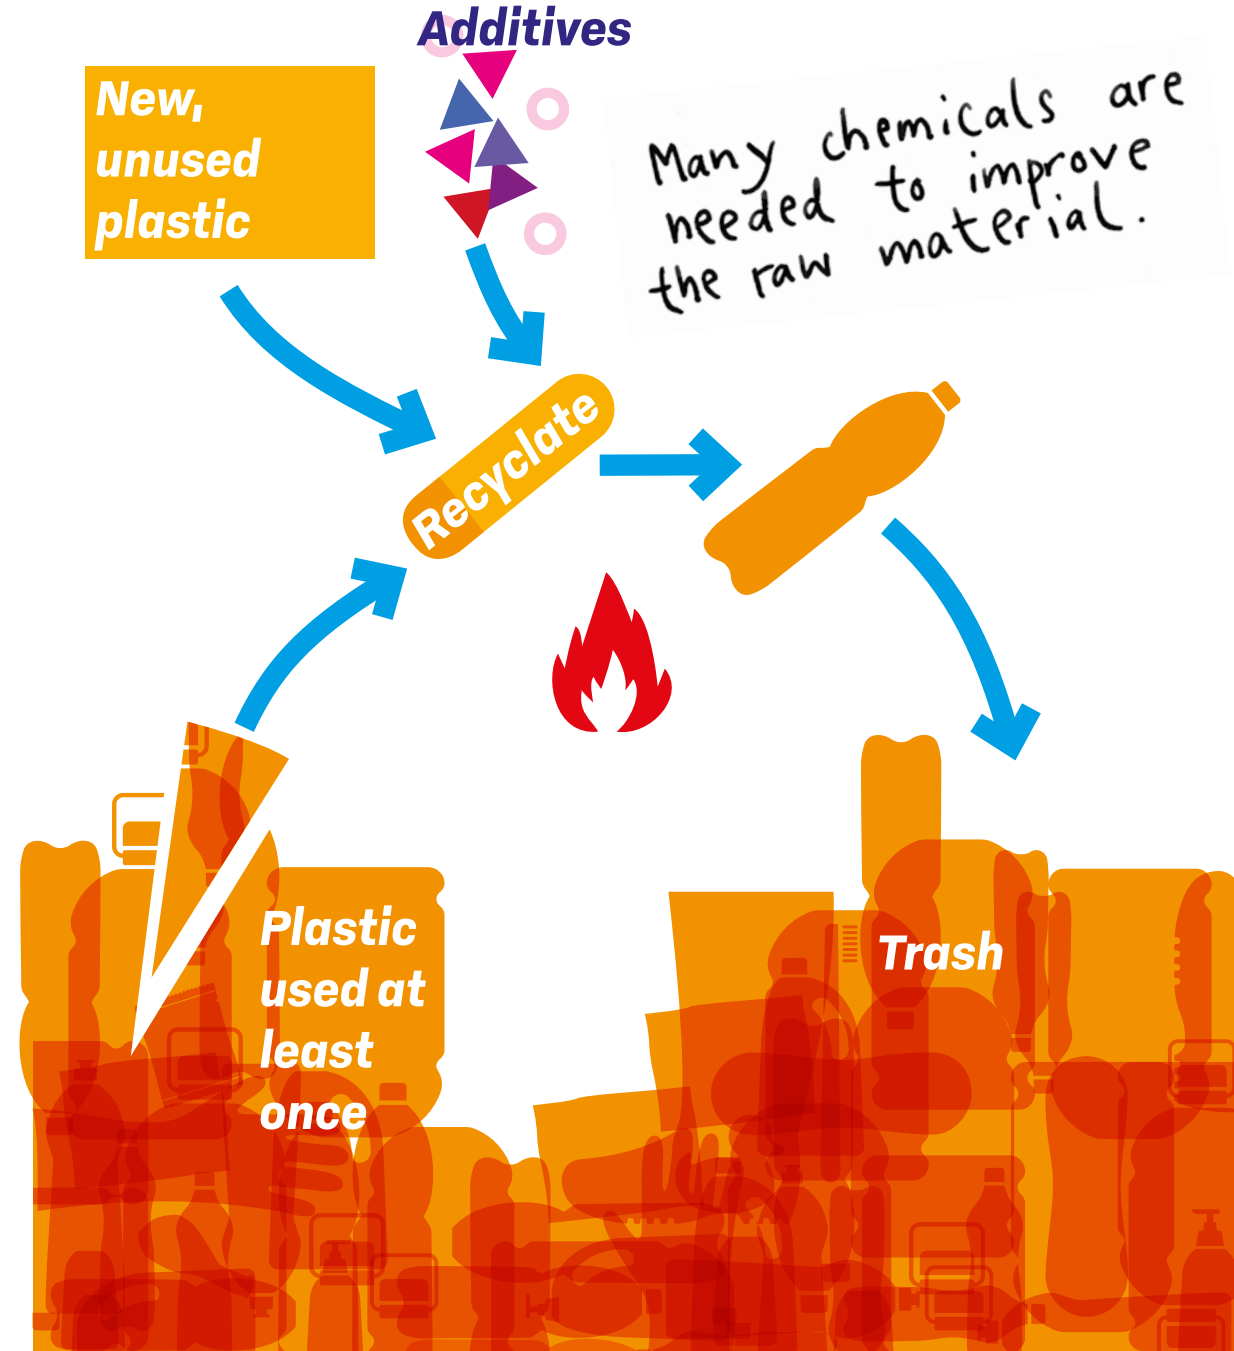 Additives
New,
unused
plastic
Many chemicals are
needed to improve
the raw material.
Recyclate
Plastic
used at
least
once
Trash